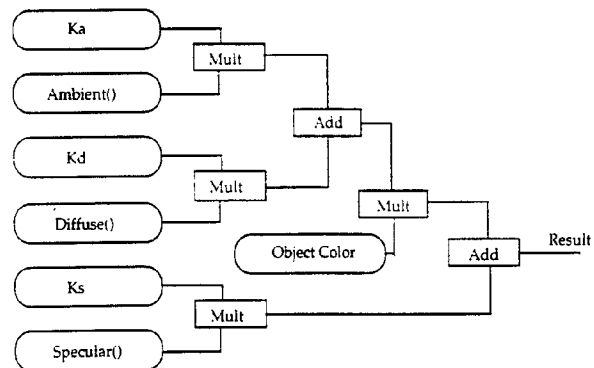 Ka
Mult
Ambient()
Add
Kd
Mult
Mult
Diffuse()
Object Color
Add
Result
Ks
Mult
Specular()